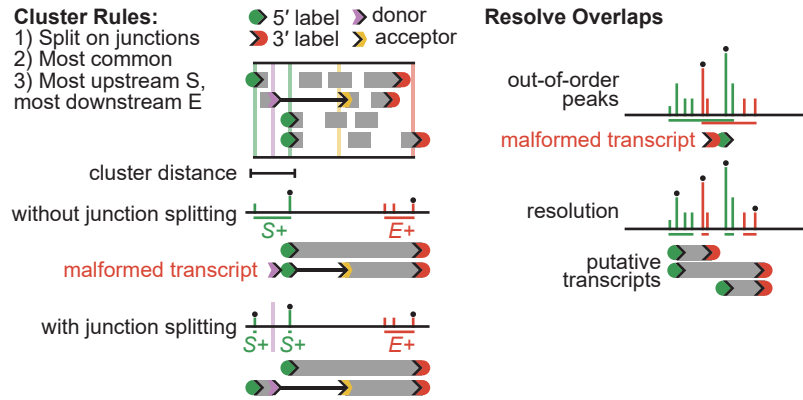 Cluster Rules:
1) Split on junctions
2) Most common
3) Most upstream S,
most downstream E
5′ label
donor
3′ label
acceptor
cluster distance
without junction splitting
S+
E+
malformed transcript
with junction splitting
S+
S+
E+
Resolve Overlaps
out-of-order
peaks
malformed transcript
resolution
putative
transcripts